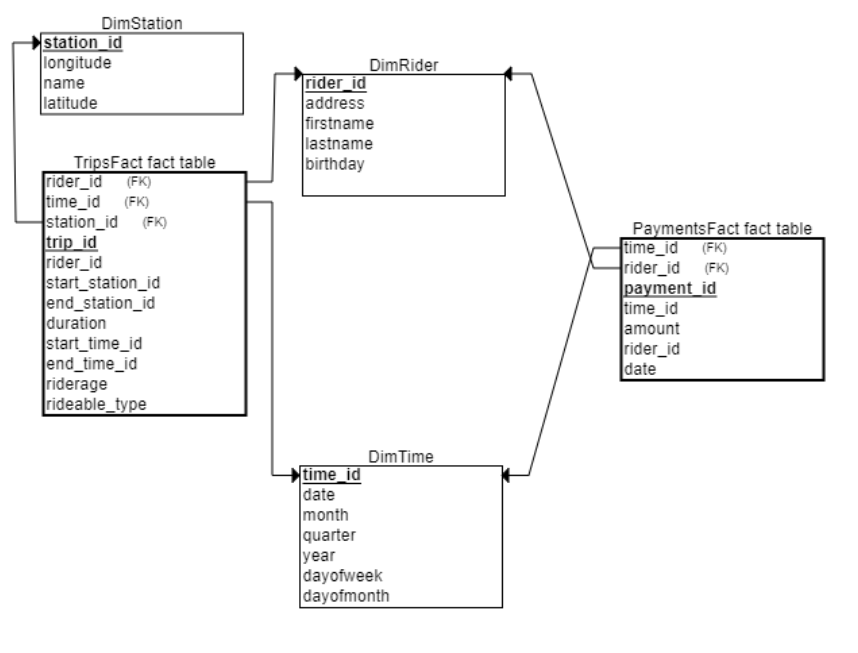 DimStation
station_id
longitude
name
latitude
DimRider
rider_id
address
firstname
lastname
birthday
TripsFact fact table
rider_id (FK)
time_id (FK)
station_id (FK)
trip_id
rider_id
start_station_id
end_station_id
duration
start_time_id
end_time_id
riderage
rideable_type
PaymentsFact fact table
time_id (FK)
rider_id (FK)
payment_id
time_id
amount
rider_id
date
DimTime
time_id
date
month
quarter
year
dayofweek
dayofmonth